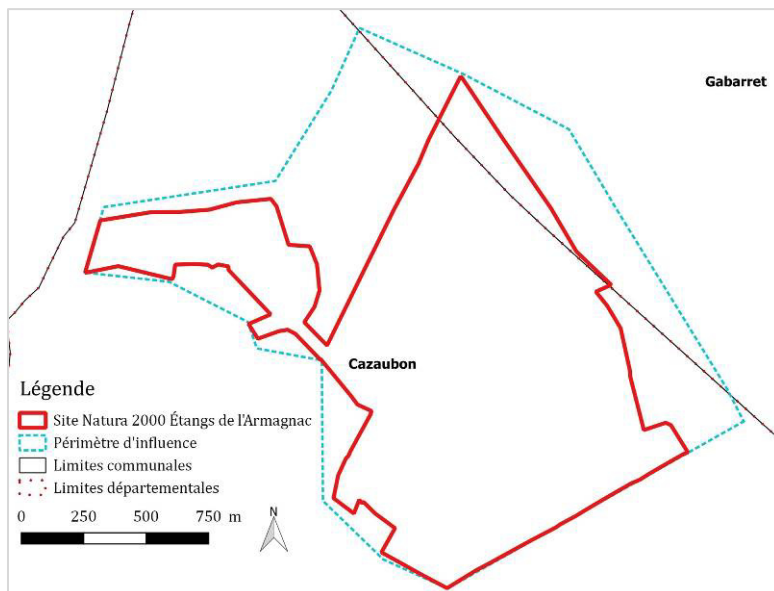 Gabarret
Cazaubon
Légende
Site Natura 2000 Étangs de l'Armagnac
Périmètre d'influence
Limites communales
Limites départementales
0 250 500 750 m
N